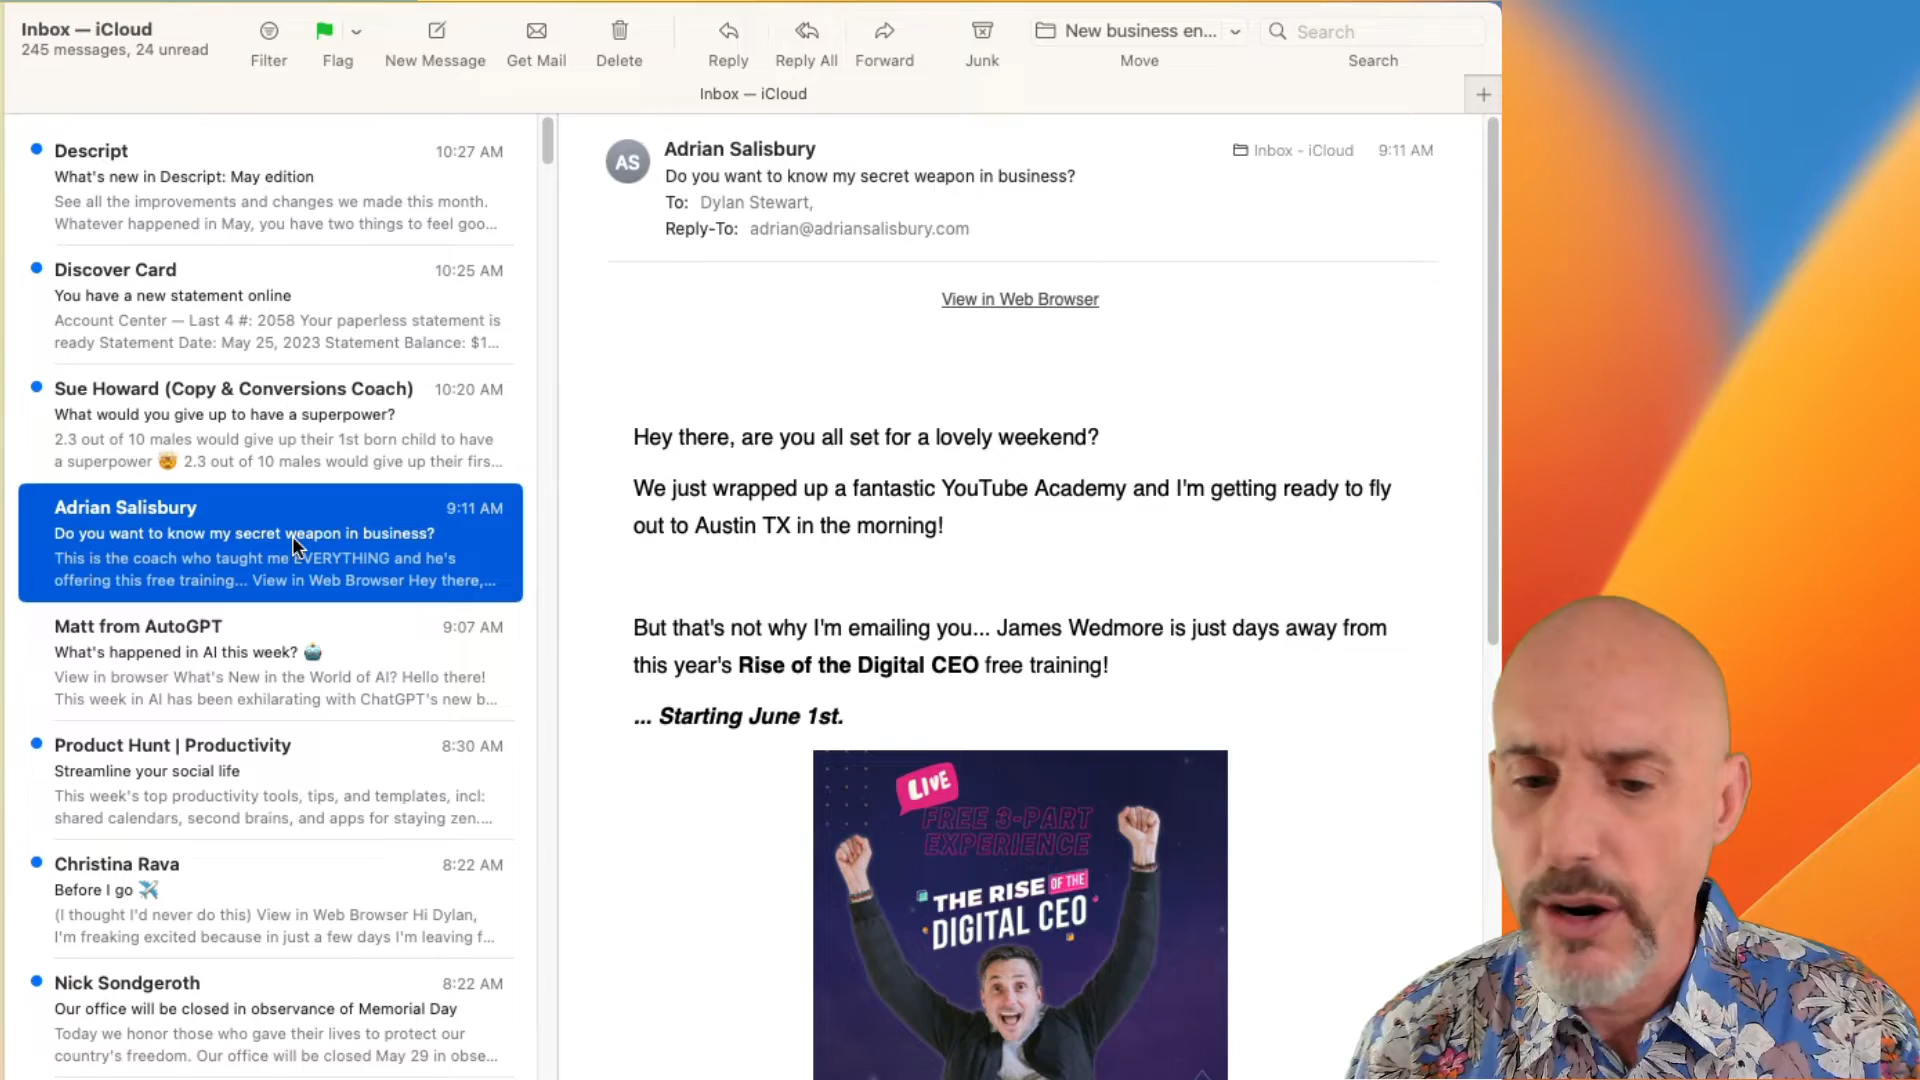 Inbox — iCloud
245 messages, 24 unread
Filter
Flag
New Message
Get Mail
Delete
Reply
Reply All
Forward
Junk
New business en...
Move
Search
Search
Inbox — iCloud
Descript 10:27 AM
What's new in Descript: May edition
See all the improvements and changes we made this month.
Whatever happened in May, you have two things to feel goo...
Discover Card 10:25 AM
You have a new statement online
Account Center — Last 4 #: 2058 Your paperless statement is
ready Statement Date: May 25, 2023 Statement Balance: $1...
Sue Howard (Copy & Conversions Coach) 10:20 AM
What would you give up to have a superpower?
2.3 out of 10 males would give up their 1st born child to have
a superpower 🤯 2.3 out of 10 males would give up their firs...
Adrian Salisbury 9:11 AM
Do you want to know my secret weapon in business?
This is the coach who taught me EVERYTHING and he's
offering this free training... View in Web Browser Hey there,...
Matt from AutoGPT 9:07 AM
What's happened in AI this week? 🤖
View in browser What's New in the World of AI? Hello there!
This week in AI has been exhilarating with ChatGPT's new b...
Product Hunt | Productivity 8:30 AM
Streamline your social life
This week's top productivity tools, tips, and templates, incl:
shared calendars, second brains, and apps for staying zen....
Christina Rava 8:22 AM
Before I go ✈️
(I thought I'd never do this) View in Web Browser Hi Dylan,
I'm freaking excited because in just a few days I'm leaving f...
Nick Sondgeroth 8:22 AM
Our office will be closed in observance of Memorial Day
Today we honor those who gave their lives to protect our
country's freedom. Our office will be closed May 29 in obse...
AS
Adrian Salisbury
Inbox - iCloud 9:11 AM
Do you want to know my secret weapon in business?
To: Dylan Stewart,
Reply-To: adrian@adriansalisbury.com
View in Web Browser
Hey there, are you all set for a lovely weekend?
We just wrapped up a fantastic YouTube Academy and I'm getting ready to fly
out to Austin TX in the morning!
But that's not why I'm emailing you... James Wedmore is just days away from
this year's Rise of the Digital CEO free training!
... Starting June 1st.
LIVE
FREE 3-PART
EXPERIENCE
THE RISE OF THE
DIGITAL CEO